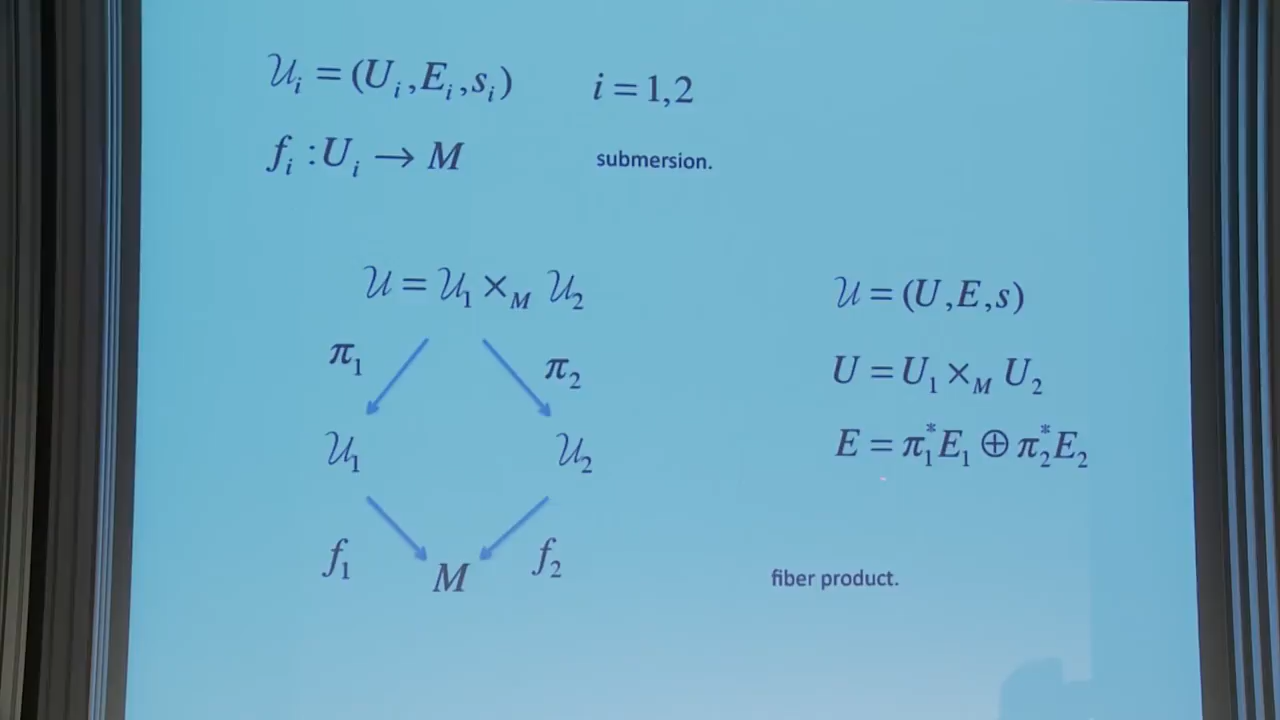 𝒰ᵢ = (Uᵢ, Eᵢ, sᵢ) i = 1,2
fᵢ : Uᵢ → M submersion.
𝒰 = 𝒰₁ ×_M 𝒰₂
𝒰 = (U, E, s)
π₁ π₂
U = U₁ ×_M U₂
𝒰₁ 𝒰₂
E = π₁*E₁ ⊕ π₂*E₂
f₁ M f₂
fiber product.